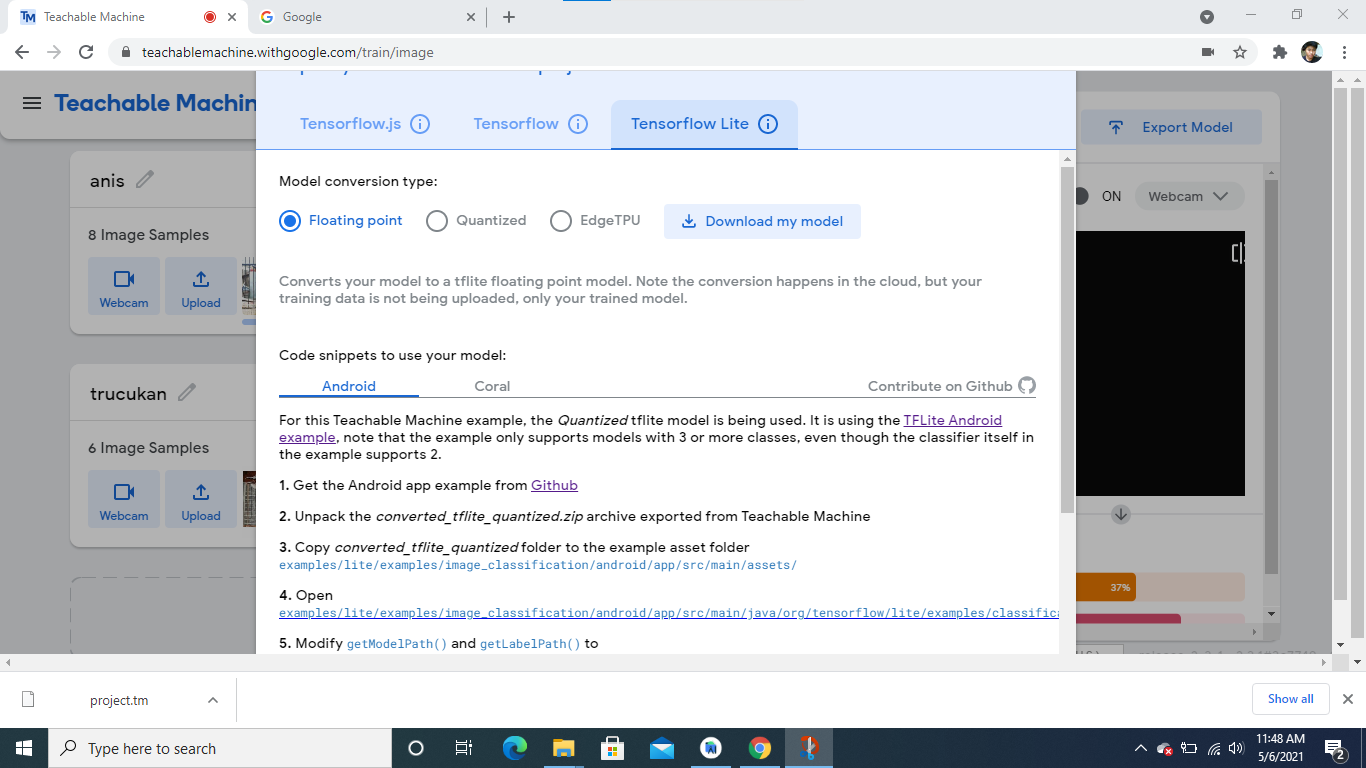 Teachable Machine
Google
teachablemachine.withgoogle.com/train/image
Teachable Machin
Tensorflow.js
Tensorflow
Tensorflow Lite
Export Model
anis
Model conversion type:
ON
Webcam
Floating point
Quantized
EdgeTPU
Download my model
8 Image Samples
Webcam
Upload
Converts your model to a tflite floating point model. Note the conversion happens in the cloud, but your
training data is not being uploaded, only your trained model.
Code snippets to use your model:
Android
Coral
Contribute on Github
trucukan
For this Teachable Machine example, the Quantized tflite model is being used. It is using the TFLite Android
example, note that the example only supports models with 3 or more classes, even though the classifier itself in
the example supports 2.
6 Image Samples
Webcam
Upload
1. Get the Android app example from Github
2. Unpack the converted_tflite_quantized.zip archive exported from Teachable Machine
3. Copy converted_tflite_quantized folder to the example asset folder
examples/lite/examples/image_classification/android/app/src/main/assets/
4. Open
examples/lite/examples/image_classification/android/app/src/main/java/org/tensorflow/lite/examples/classific
37%
5. Modify getModelPath() and getLabelPath() to
project.tm
Show all
Type here to search
11:48 AM
5/6/2021
2